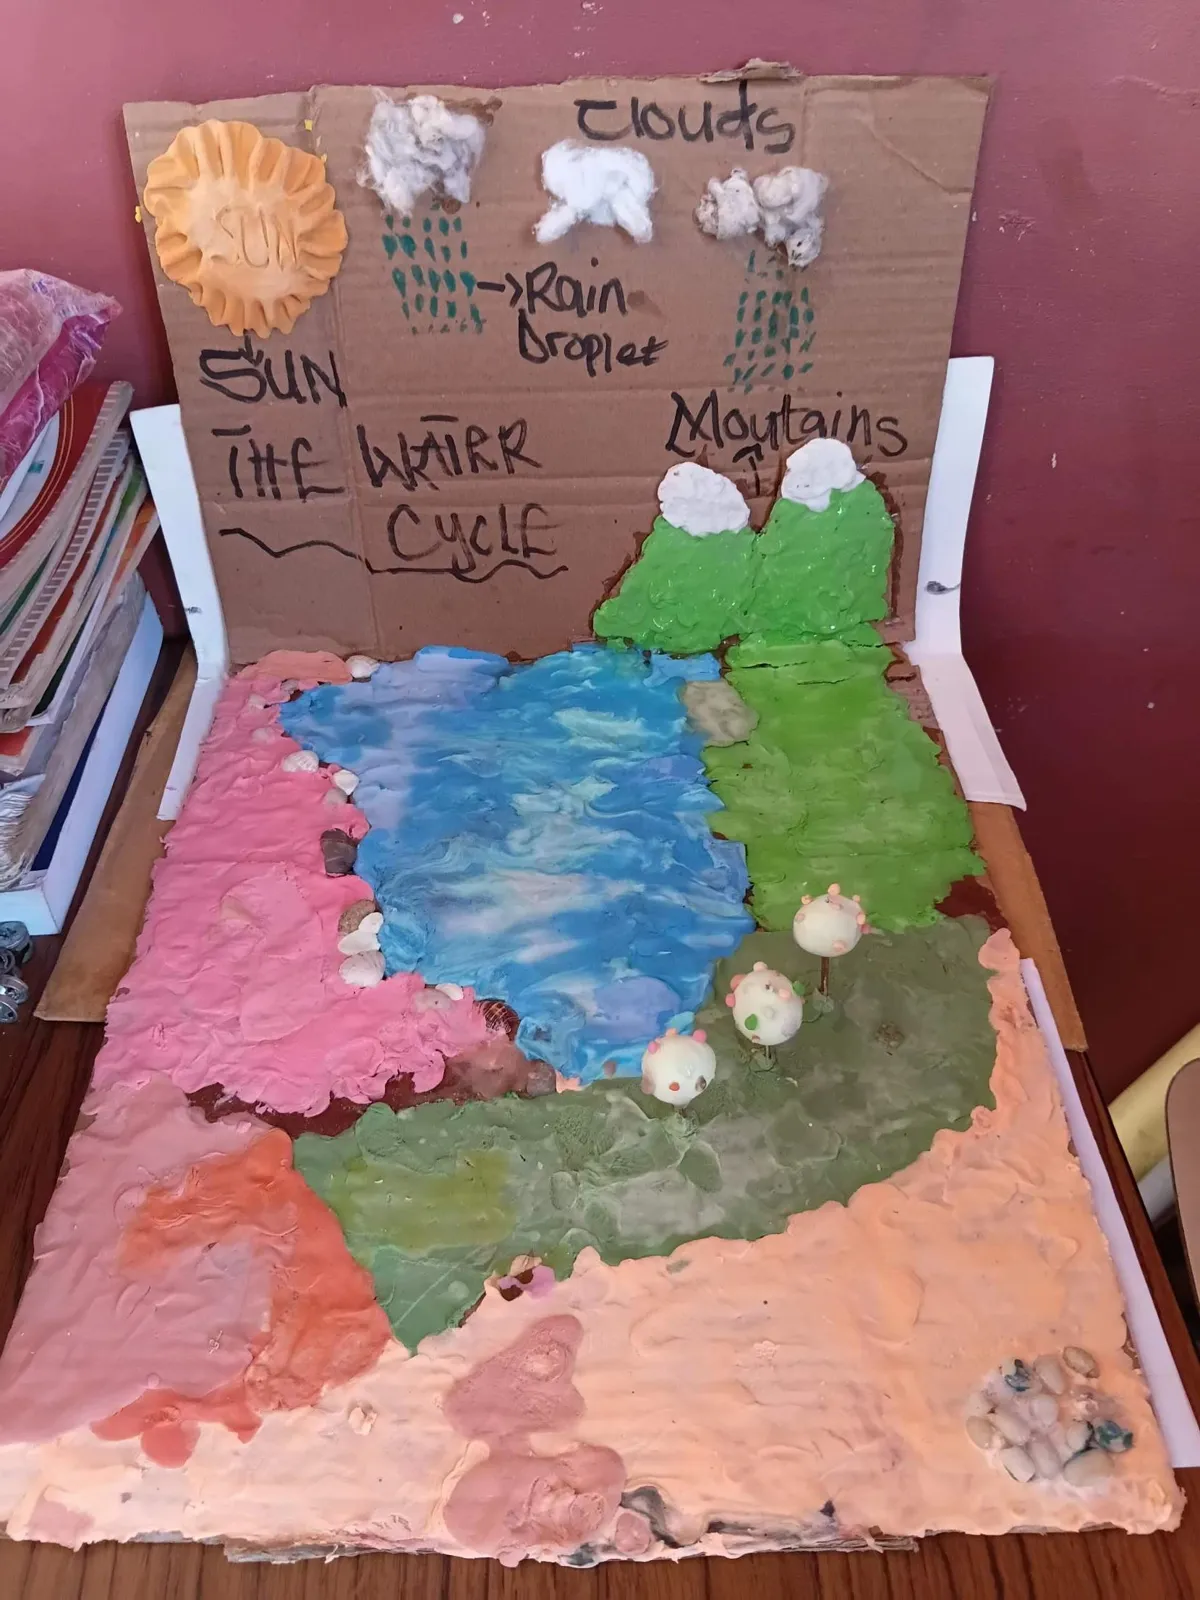 Clouds
SUN
→Rain
Droplet
SUN
Moutains
THE WATER
CYCLE